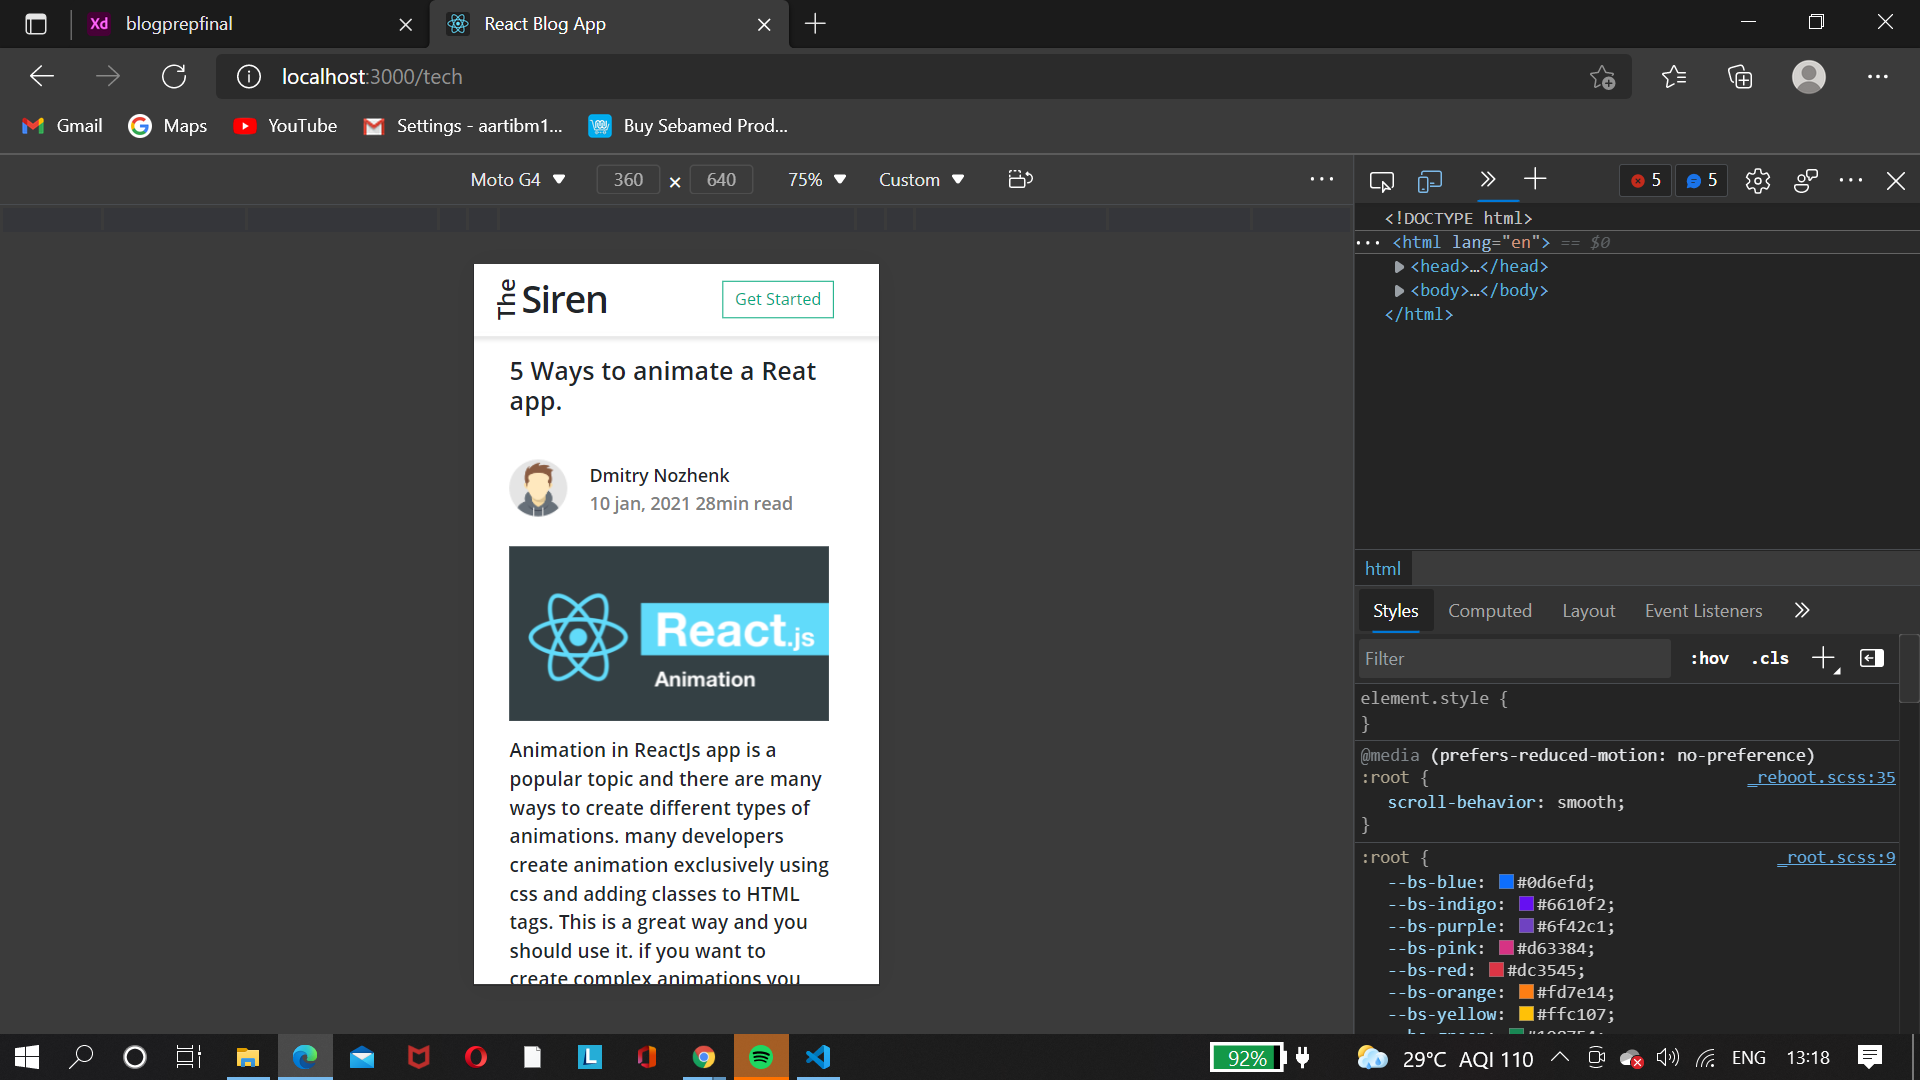 Xd blogprepfinal
React Blog App
localhost:3000/tech
Gmail
Maps
YouTube
Settings - aartibm1...
Buy Sebamed Prod...
Moto G4
360 × 640
75%
Custom
5
5
<!DOCTYPE html>
··· <html lang="en"> == $0
<head>…</head>
<body>…</body>
</html>
The Siren
Get Started
5 Ways to animate a Reat
app.
Dmitry Nozhenk
10 jan, 2021 28min read
React.js
Animation
Animation in ReactJs app is a
popular topic and there are many
ways to create different types of
animations. many developers
create animation exclusively using
css and adding classes to HTML
tags. This is a great way and you
should use it. if you want to
create complex animations you
html
Styles Computed Layout Event Listeners
Filter :hov .cls
element.style {
}
@media (prefers-reduced-motion: no-preference)
:root { _reboot.scss:35
scroll-behavior: smooth;
}
:root { _root.scss:9
--bs-blue: #0d6efd;
--bs-indigo: #6610f2;
--bs-purple: #6f42c1;
--bs-pink: #d63384;
--bs-red: #dc3545;
--bs-orange: #fd7e14;
--bs-yellow: #ffc107;
L
92%
29°C AQI 110
ENG
13:18